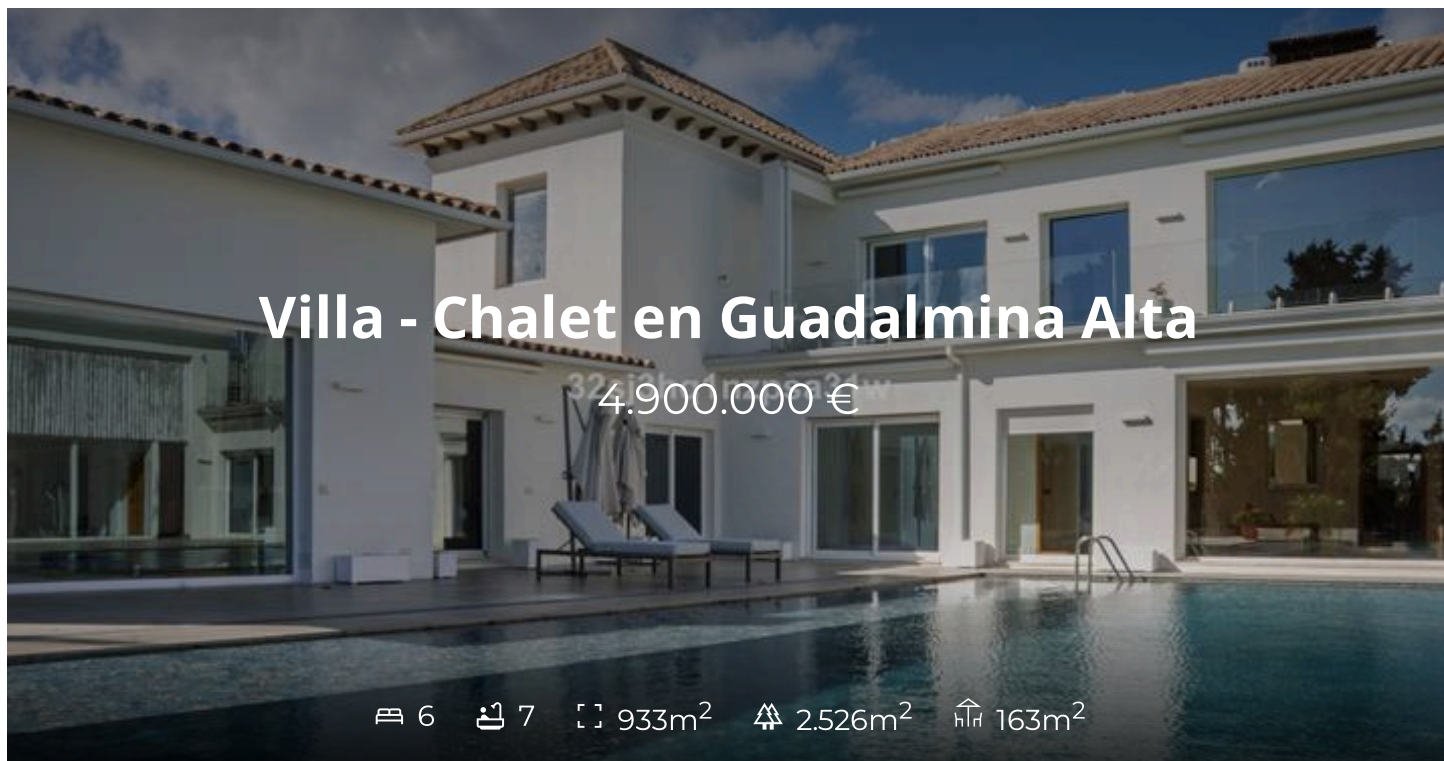 Villa - Chalet en Guadalmina Alta
4.900.000 €
6 7 933m² 2.526m² 163m²